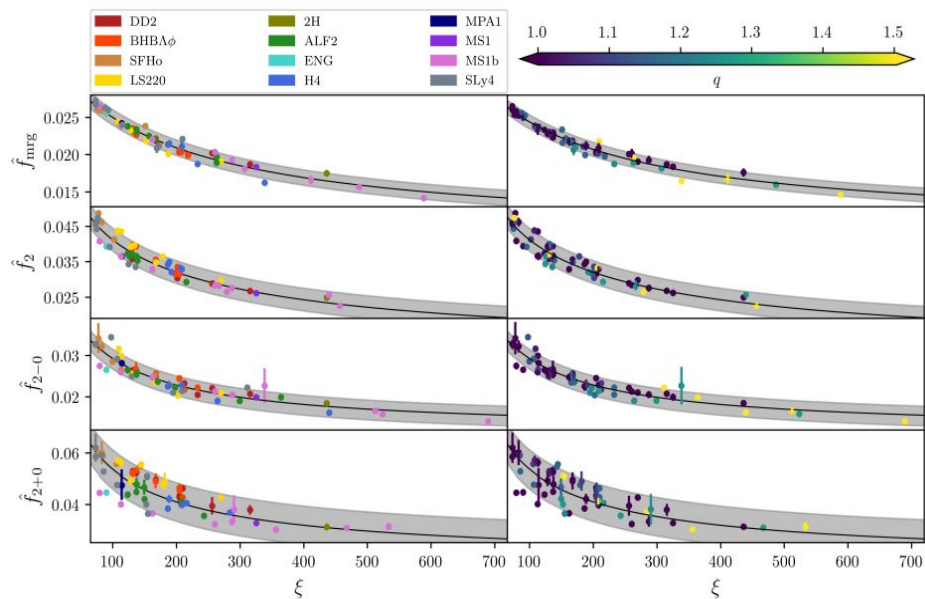 DD2 2H MPA1
BHBΛϕ ALF2 MS1
SFHo ENG MS1b
LS220 H4 SLy4
1.0 1.1 1.2 1.3 1.4 1.5
q
0.025
0.020
0.015
f̂mrg
0.045
0.035
0.025
f̂2
0.03
0.02
f̂2−0
0.06
0.04
f̂2+0
100 200 300 400 500 600 700 100 200 300 400 500 600 700
ξ ξ